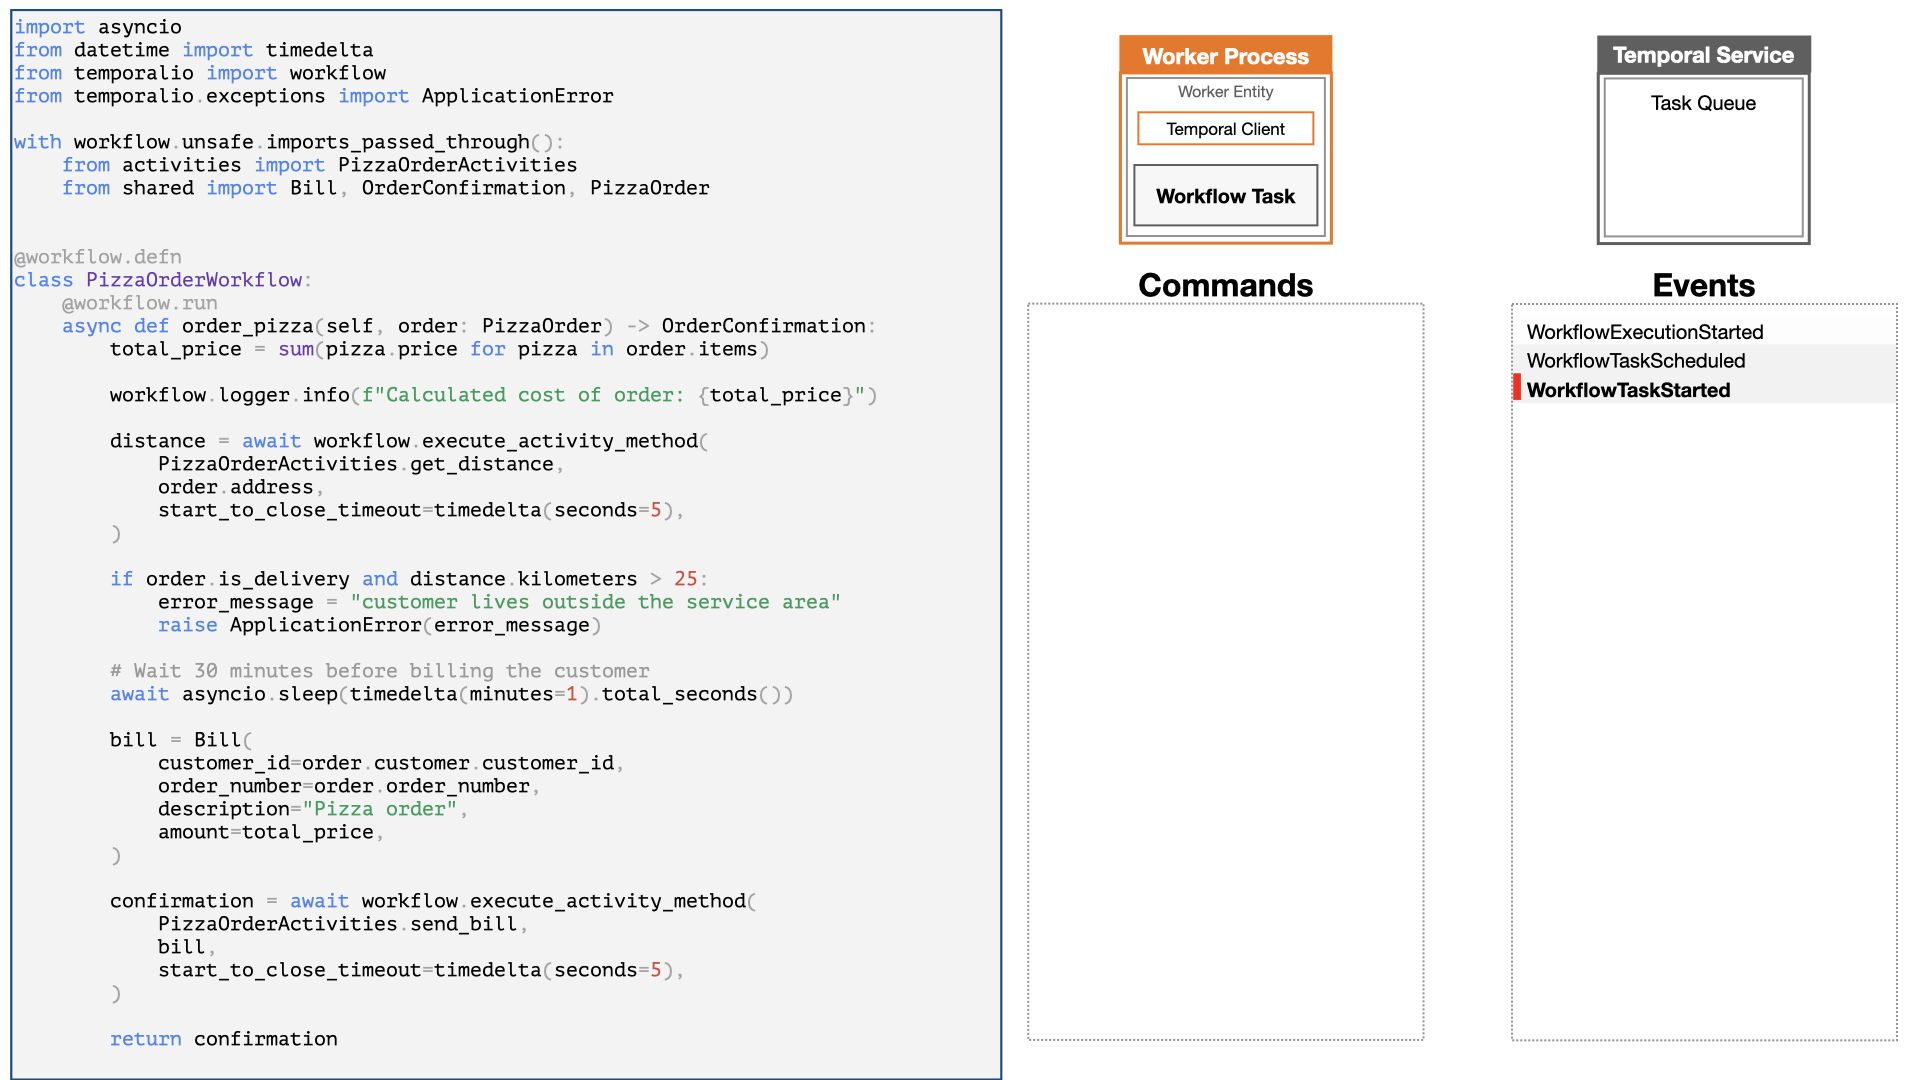 import asyncio
from datetime import timedelta
from temporalio import workflow
from temporalio.exceptions import ApplicationError

with workflow.unsafe.imports_passed_through():
    from activities import PizzaOrderActivities
    from shared import Bill, OrderConfirmation, PizzaOrder

@workflow.defn
class PizzaOrderWorkflow:
    @workflow.run
    async def order_pizza(self, order: PizzaOrder) -> OrderConfirmation:
        total_price = sum(pizza.price for pizza in order.items)

        workflow.logger.info(f"Calculated cost of order: {total_price}")

        distance = await workflow.execute_activity_method(
            PizzaOrderActivities.get_distance,
            order.address,
            start_to_close_timeout=timedelta(seconds=5),
        )

        if order.is_delivery and distance.kilometers > 25:
            error_message = "customer lives outside the service area"
            raise ApplicationError(error_message)

        # Wait 30 minutes before billing the customer
        await asyncio.sleep(timedelta(minutes=1).total_seconds())

        bill = Bill(
            customer_id=order.customer.customer_id,
            order_number=order.order_number,
            description="Pizza order",
            amount=total_price,
        )

        confirmation = await workflow.execute_activity_method(
            PizzaOrderActivities.send_bill,
            bill,
            start_to_close_timeout=timedelta(seconds=5),
        )

        return confirmation
Worker Process
Worker Entity
Temporal Client
Workflow Task
Commands
Temporal Service
Task Queue
Events
WorkflowExecutionStarted
WorkflowTaskScheduled
WorkflowTaskStarted